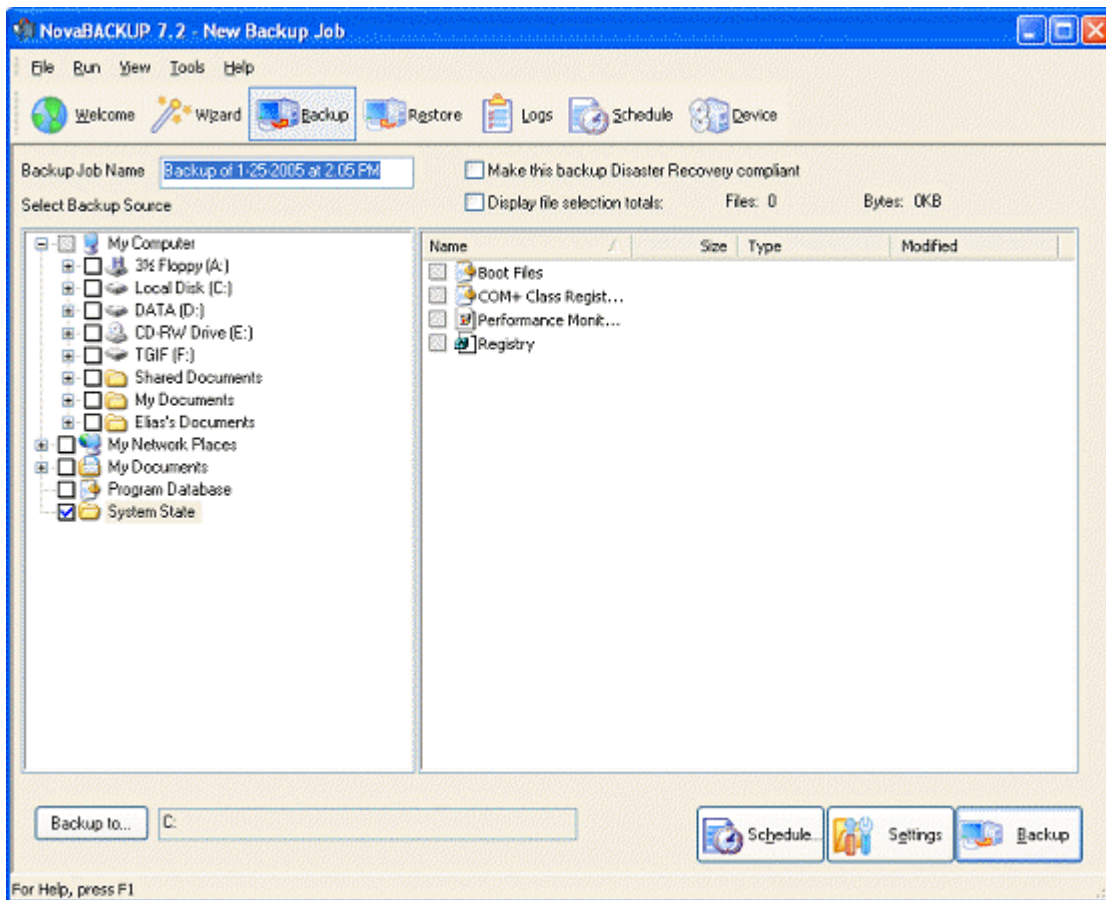 NovaBACKUP 7.2 - New Backup Job
File Run View Tools Help
Welcome Wizard Backup Restore Logs Schedule Device
Backup Job Name Backup of 1-25-2005 at 2.05 PM Make this backup Disaster Recovery compliant
Select Backup Source Display file selection totals: Files: 0 Bytes: 0KB
My Computer
3½ Floppy (A:)
Local Disk (C:)
DATA (D:)
CD-RW Drive (E:)
TGIF (F:)
Shared Documents
My Documents
Elias's Documents
My Network Places
My Documents
Program Database
System State
Name Size Type Modified
Boot Files
COM+ Class Regist...
Performance Monit...
Registry
Backup to... C: Schedule... Settings Backup
For Help, press F1